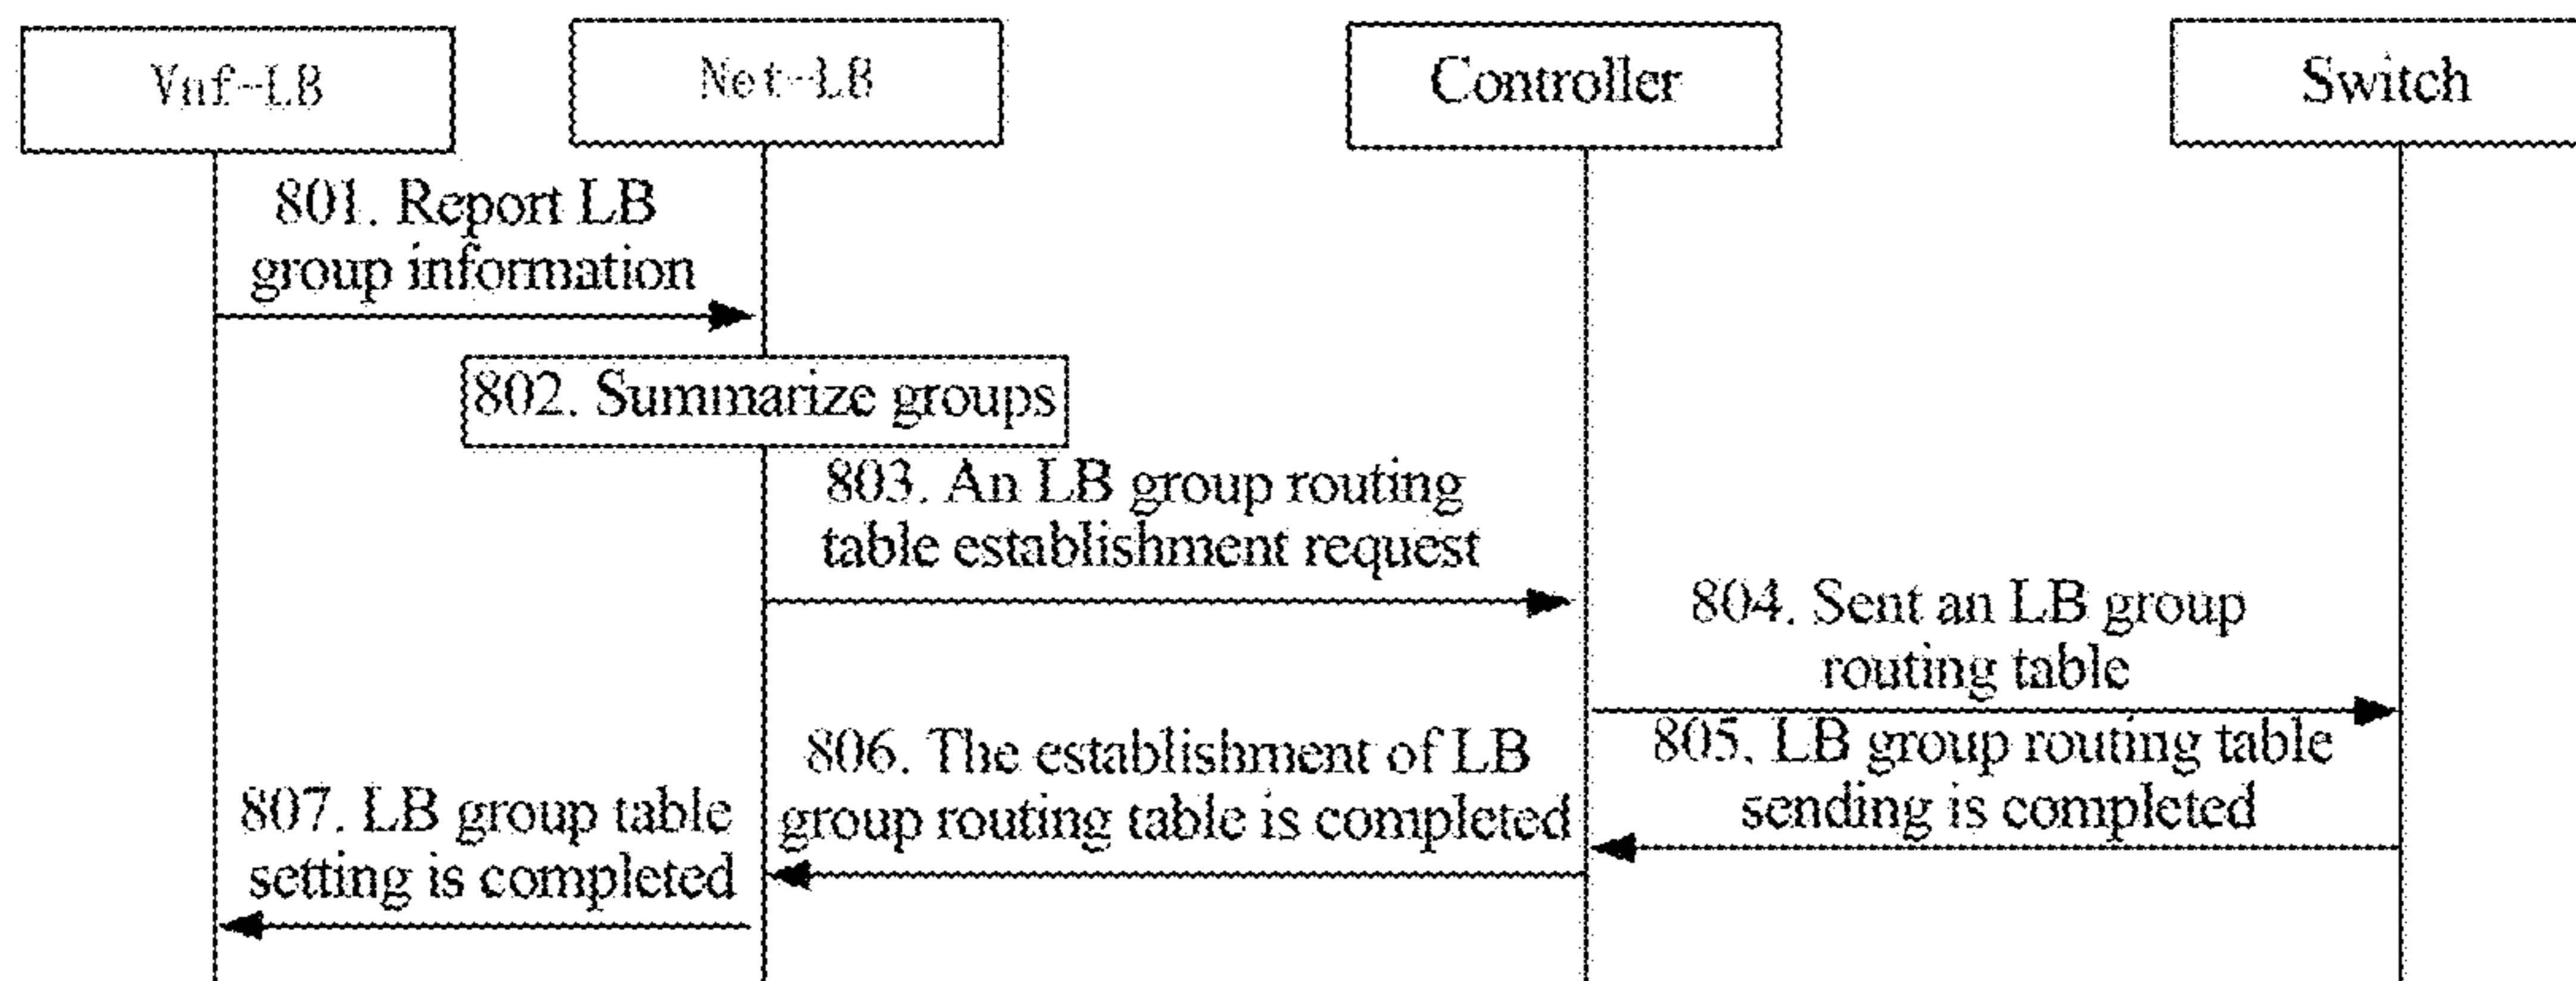 Vnf-LB
Net-LB
Controller
Switch
801. Report LB
group information
802. Summarize groups
803. An LB group routing
table establishment request
804. Sent an LB group
routing table
805. LB group routing table
sending is completed
806. The establishment of LB
group routing table is completed
807. LB group table
setting is completed